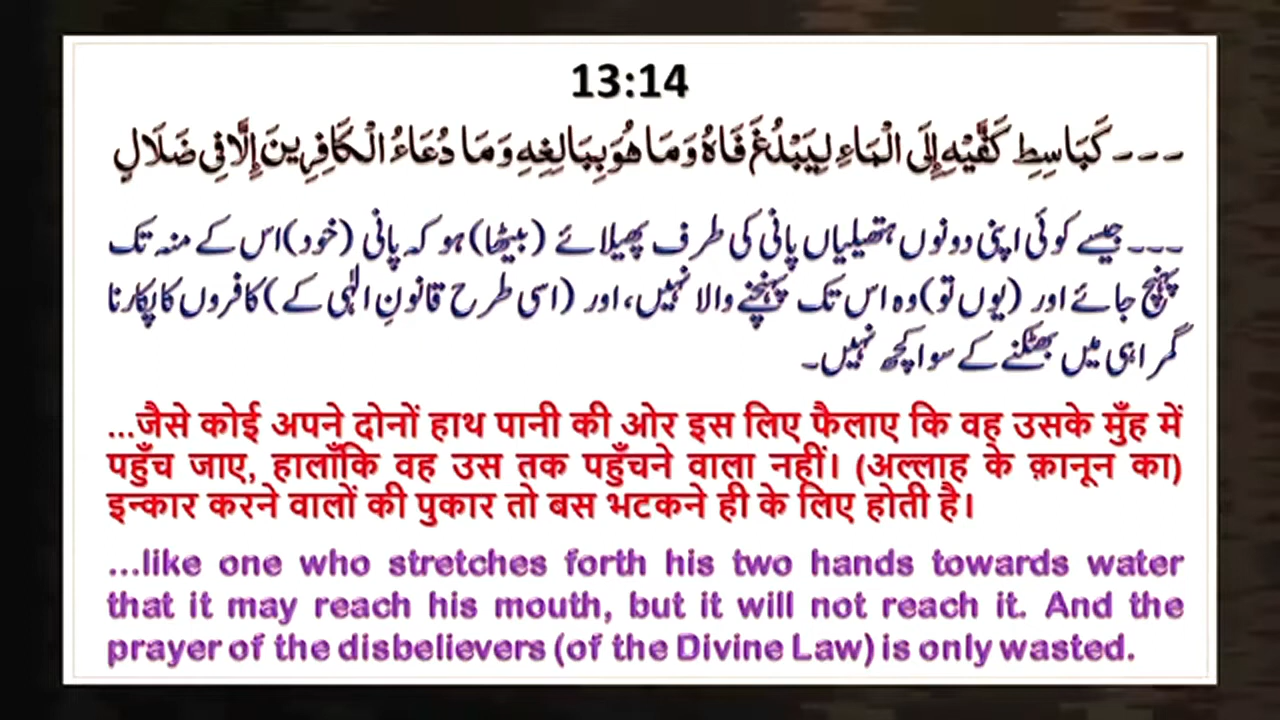 13:14
--- كَبَاسِطِ كَفَّيْهِ إِلَى الْمَاءِ لِيَبْلُغَ فَاهُ وَمَا هُوَ بِبَالِغِهِ وَمَا دُعَاءُ الْكَافِرِينَ إِلَّا فِي ضَلَالٍ
--- جیسے کوئی اپنی دونوں ہتھیلیاں پانی کی طرف پھیلائے (بیٹھا) ہو کہ پانی (خود) اس کے منہ تک
پہنچ جائے اور (یوں تو) وہ اس تک پہنچنے والا نہیں، اور (اسی طرح قانونِ الٰہی کے) کافروں کا پکارنا
گمراہی میں بھٹکنے کے سوا کچھ نہیں۔
...जैसे कोई अपने दोनों हाथ पानी की ओर इस लिए फैलाए कि वह उसके मुँह में
पहुँच जाए, हालाँकि वह उस तक पहुँचने वाला नहीं। (अल्लाह के क़ानून का)
इन्कार करने वालों की पुकार तो बस भटकने ही के लिए होती है।
...like one who stretches forth his two hands towards water
that it may reach his mouth, but it will not reach it. And the
prayer of the disbelievers (of the Divine Law) is only wasted.